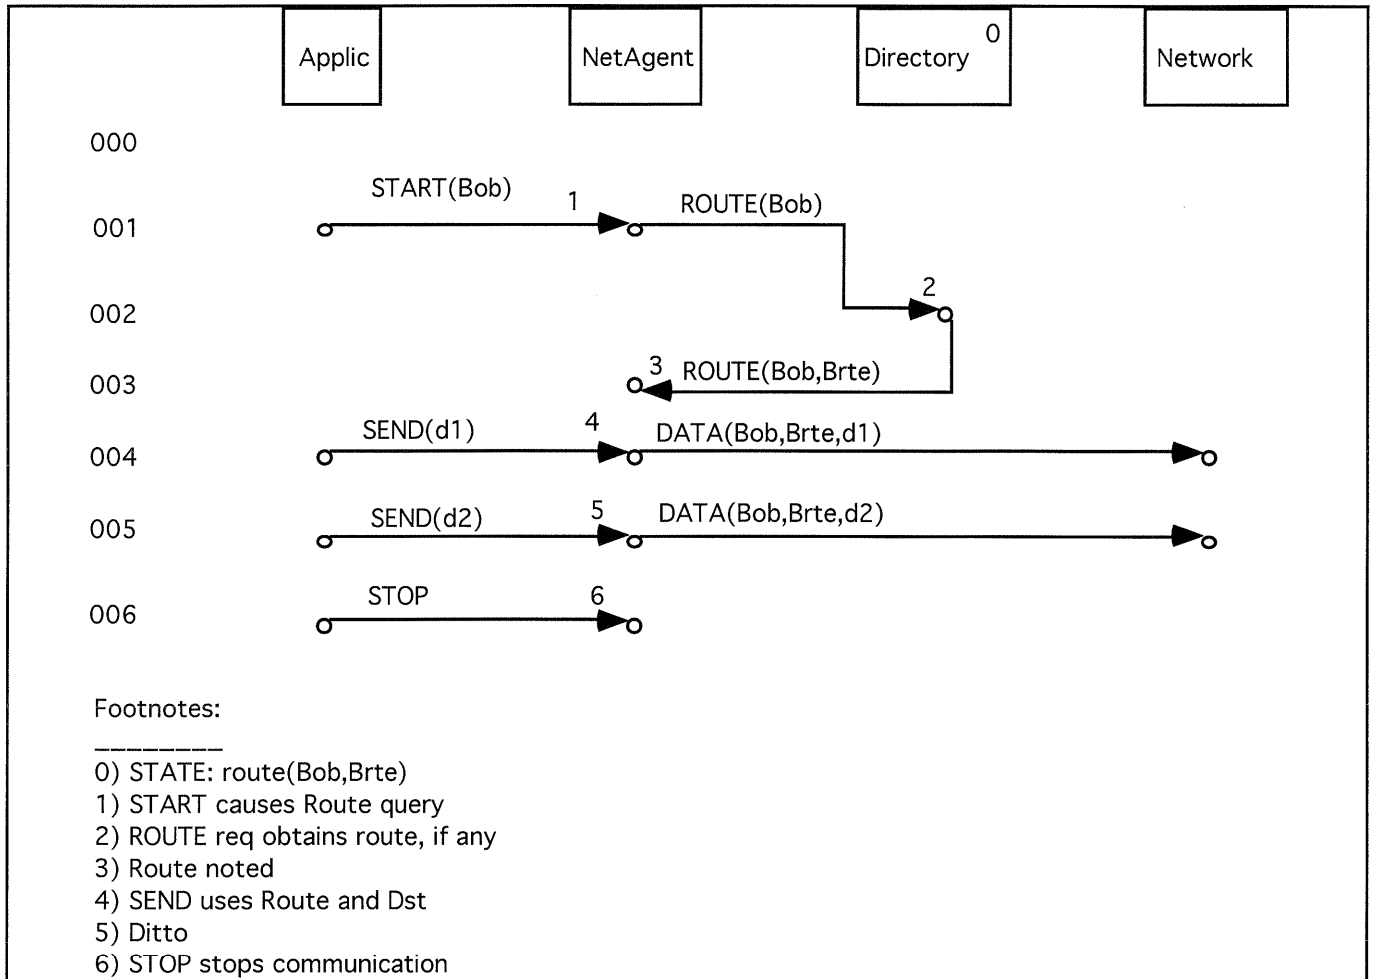 Applic NetAgent Directory 0 Network
000
START(Bob) 1 ROUTE(Bob)
001
2
002
3 ROUTE(Bob,Brte)
003
SEND(d1) 4 DATA(Bob,Brte,d1)
004
SEND(d2) 5 DATA(Bob,Brte,d2)
005
STOP 6
006
Footnotes:
________
0) STATE: route(Bob,Brte)
1) START causes Route query
2) ROUTE req obtains route, if any
3) Route noted
4) SEND uses Route and Dst
5) Ditto
6) STOP stops communication